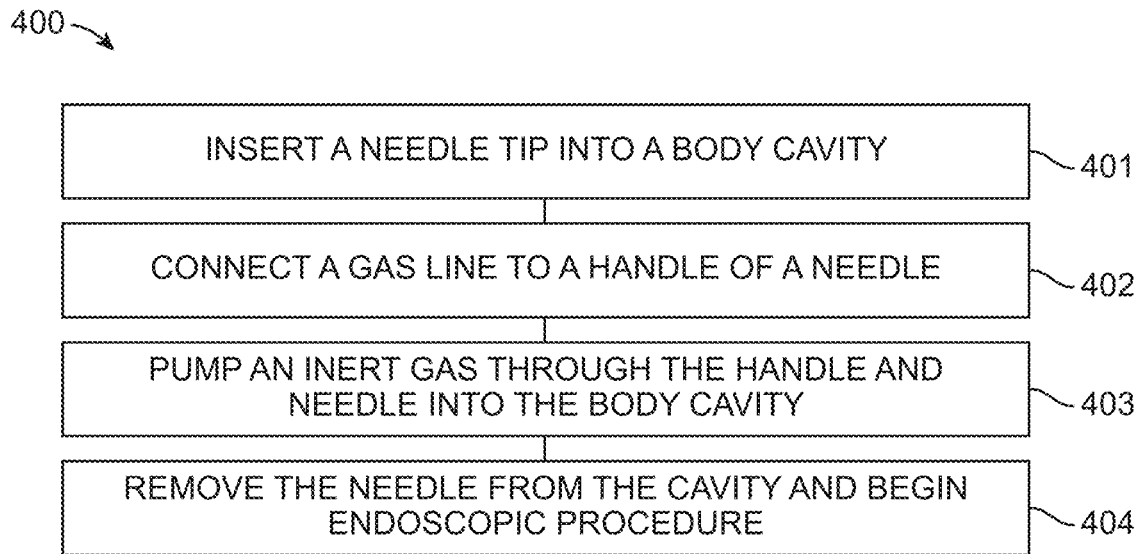 400
INSERT A NEEDLE TIP INTO A BODY CAVITY
401
CONNECT A GAS LINE TO A HANDLE OF A NEEDLE
402
PUMP AN INERT GAS THROUGH THE HANDLE AND
NEEDLE INTO THE BODY CAVITY
403
REMOVE THE NEEDLE FROM THE CAVITY AND BEGIN
ENDOSCOPIC PROCEDURE
404